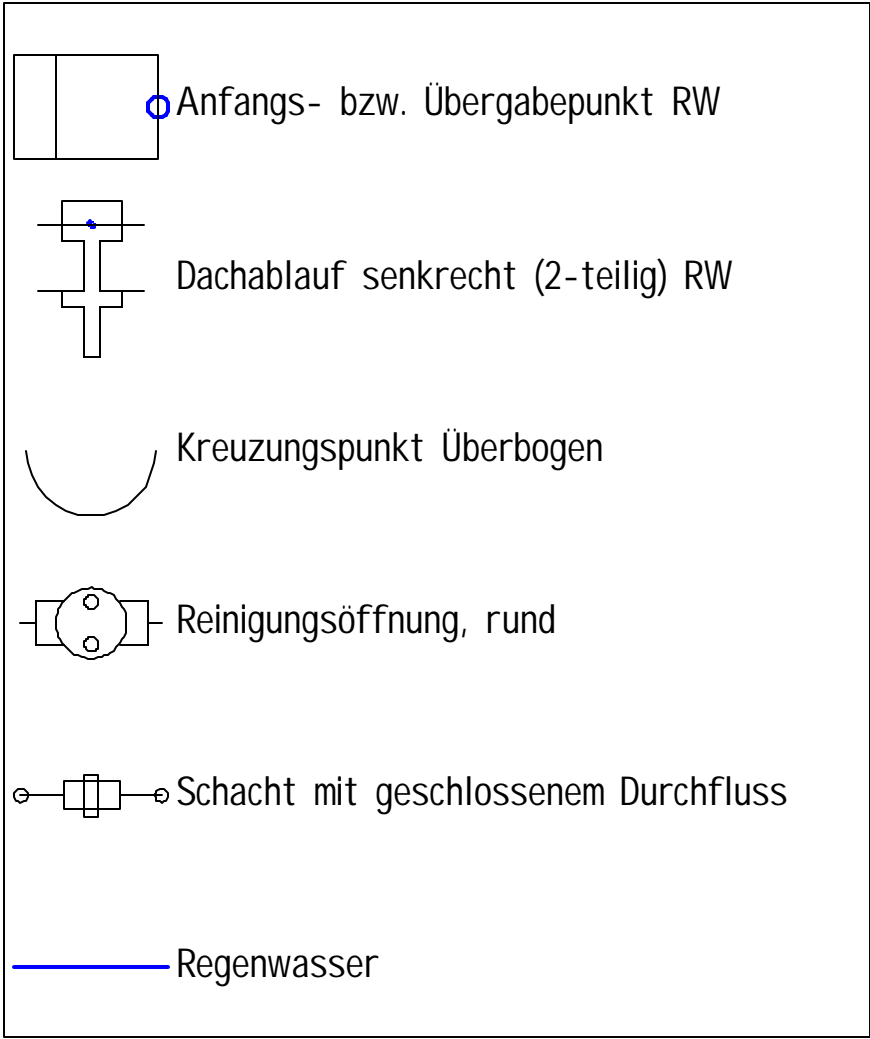 Anfangs- bzw. Übergabepunkt RW
Dachablauf senkrecht (2-teilig) RW
Kreuzungspunkt Überbogen
Reinigungsöffnung, rund
Schacht mit geschlossenem Durchfluss
Regenwasser